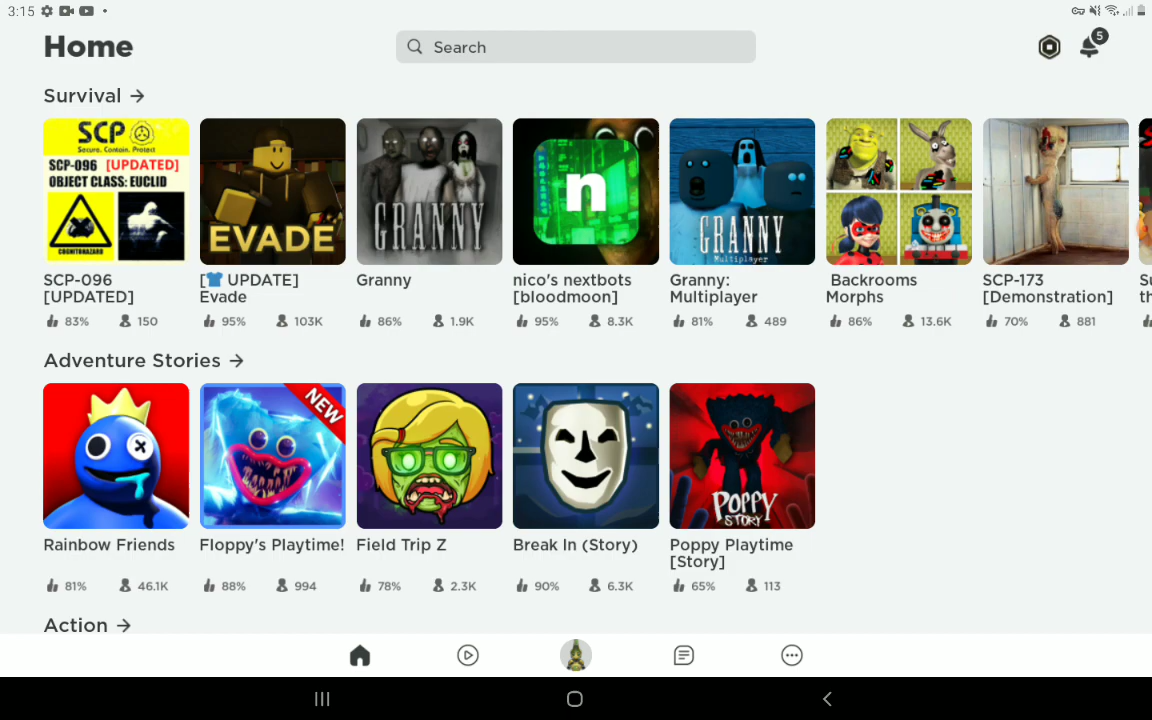 3:15
Home
Search
5
Survival →
SCP
Secure. Contain. Protect
SCP-096 [UPDATED]
OBJECT CLASS: EUCLID
COGNITOHAZARD
EVADE
GRANNY
n
GRANNY
Multiplayer
SCP-096
[UPDATED]
[👕 UPDATE]
Evade
Granny
nico's nextbots
[bloodmoon]
Granny:
Multiplayer
Backrooms
Morphs
SCP-173
[Demonstration]
Su
th
83% 150
95% 103K
86% 1.9K
95% 8.3K
81% 489
86% 13.6K
70% 881
Adventure Stories →
NEW
POPPY
STORY
Rainbow Friends
Floppy's Playtime!
Field Trip Z
Break In (Story)
Poppy Playtime
[Story]
81% 46.1K
88% 994
78% 2.3K
90% 6.3K
65% 113
Action →